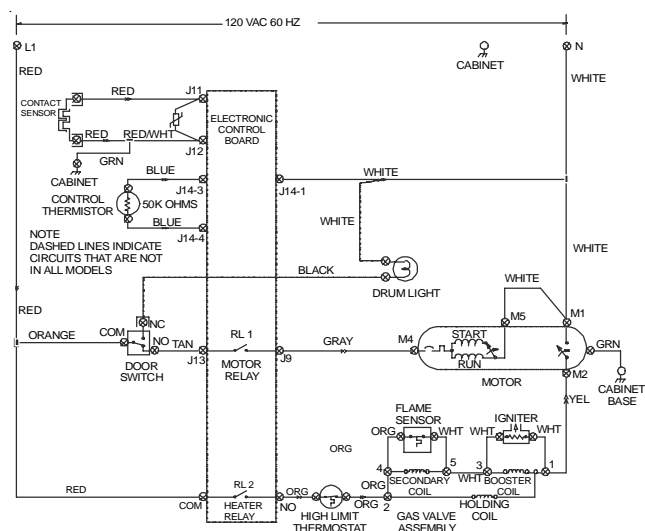 120 VAC 60 HZ
L1
N
CABINET
RED
WHITE
J11
RED
CONTACT
SENSOR
ELECTRONIC
CONTROL
BOARD
RED
RED/WHT
J12
GRN
CABINET
BLUE
J14-3
WHITE
J14-1
CONTROL
THERMISTOR
50K OHMS
WHITE
BLUE
J14-4
NOTE
DASHED LINES INDICATE
CIRCUITS THAT ARE NOT
IN ALL MODELS
WHITE
BLACK
WHITE
DRUM LIGHT
RED
M5
M1
NC
ORANGE
COM
NO
TAN
RL 1
GRAY
M4
START
GRN
J13
MOTOR
RELAY
J9
RUN
DOOR
SWITCH
MOTOR
M2
CABINET
BASE
YEL
FLAME
SENSOR
IGNITER
ORG
WHT
WHT
WHT
ORG
4
5
3
1
SECONDARY
COIL
WHT
BOOSTER
COIL
RED
RL 2
ORG
COM
HEATER
RELAY
NO
ORG
2
HOLDING
COIL
HIGH LIMIT
THERMOSTAT
GAS VALVE
ASSEMBLY